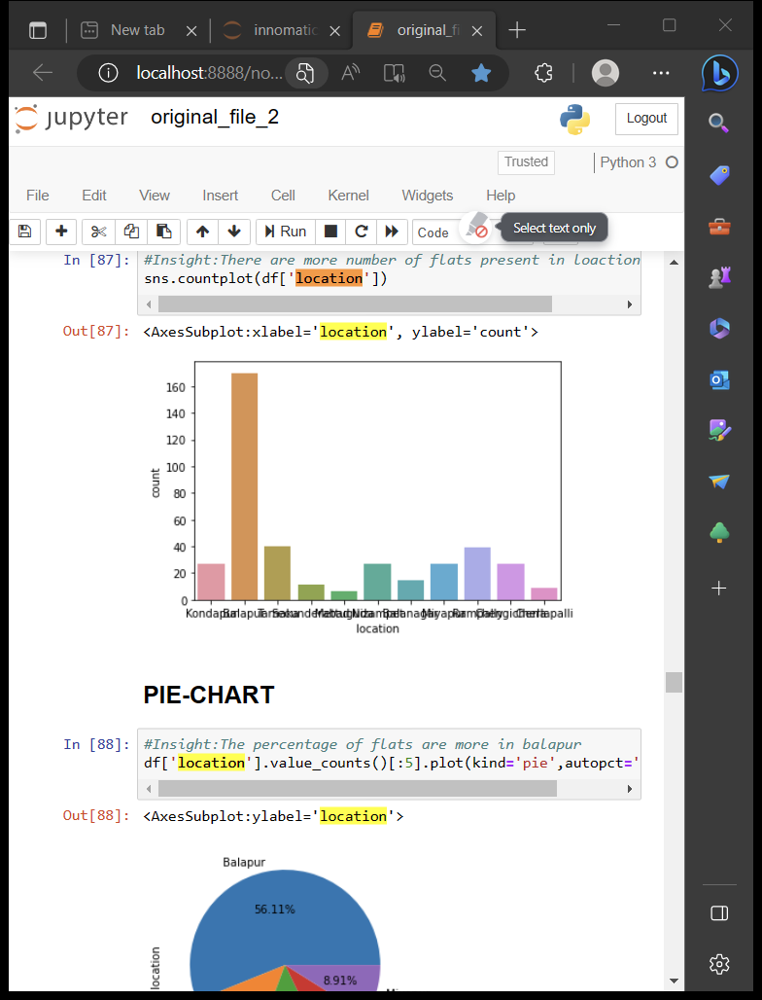 New tab
innomatic
original_fi
localhost:8888/no...
jupyter
original_file_2
Logout
Trusted
Python 3
File Edit View Insert Cell Kernel Widgets Help
Run
Code
Select text only
In [87]:
#Insight:There are more number of flats present in loaction
sns.countplot(df['location'])
Out[87]:
<AxesSubplot:xlabel='location', ylabel='count'>
160
140
120
100
80
60
40
20
0
count
location
PIE-CHART
In [88]:
#Insight:The percentage of flats are more in balapur
df['location'].value_counts()[:5].plot(kind='pie',autopct='
Out[88]:
<AxesSubplot:ylabel='location'>
Balapur
56.11%
location
8.91%